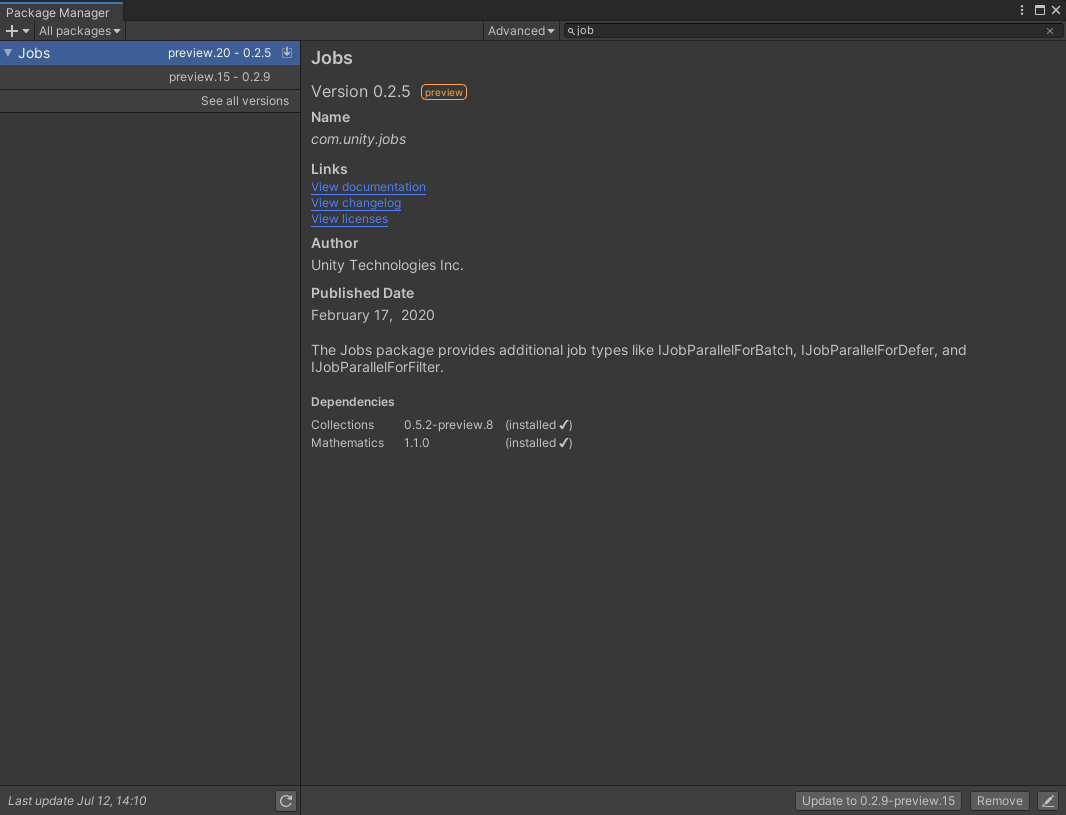 Package Manager
All packages
Advanced
job
Jobs
preview.20 - 0.2.5
preview.15 - 0.2.9
See all versions
Jobs
Version 0.2.5 preview
Name
com.unity.jobs
Links
View documentation
View changelog
View licenses
Author
Unity Technologies Inc.
Published Date
February 17, 2020
The Jobs package provides additional job types like IJobParallelForBatch, IJobParallelForDefer, and
IJobParallelForFilter.
Dependencies
Collections 0.5.2-preview.8 (installed ✔)
Mathematics 1.1.0 (installed ✔)
Last update Jul 12, 14:10
Update to 0.2.9-preview.15
Remove